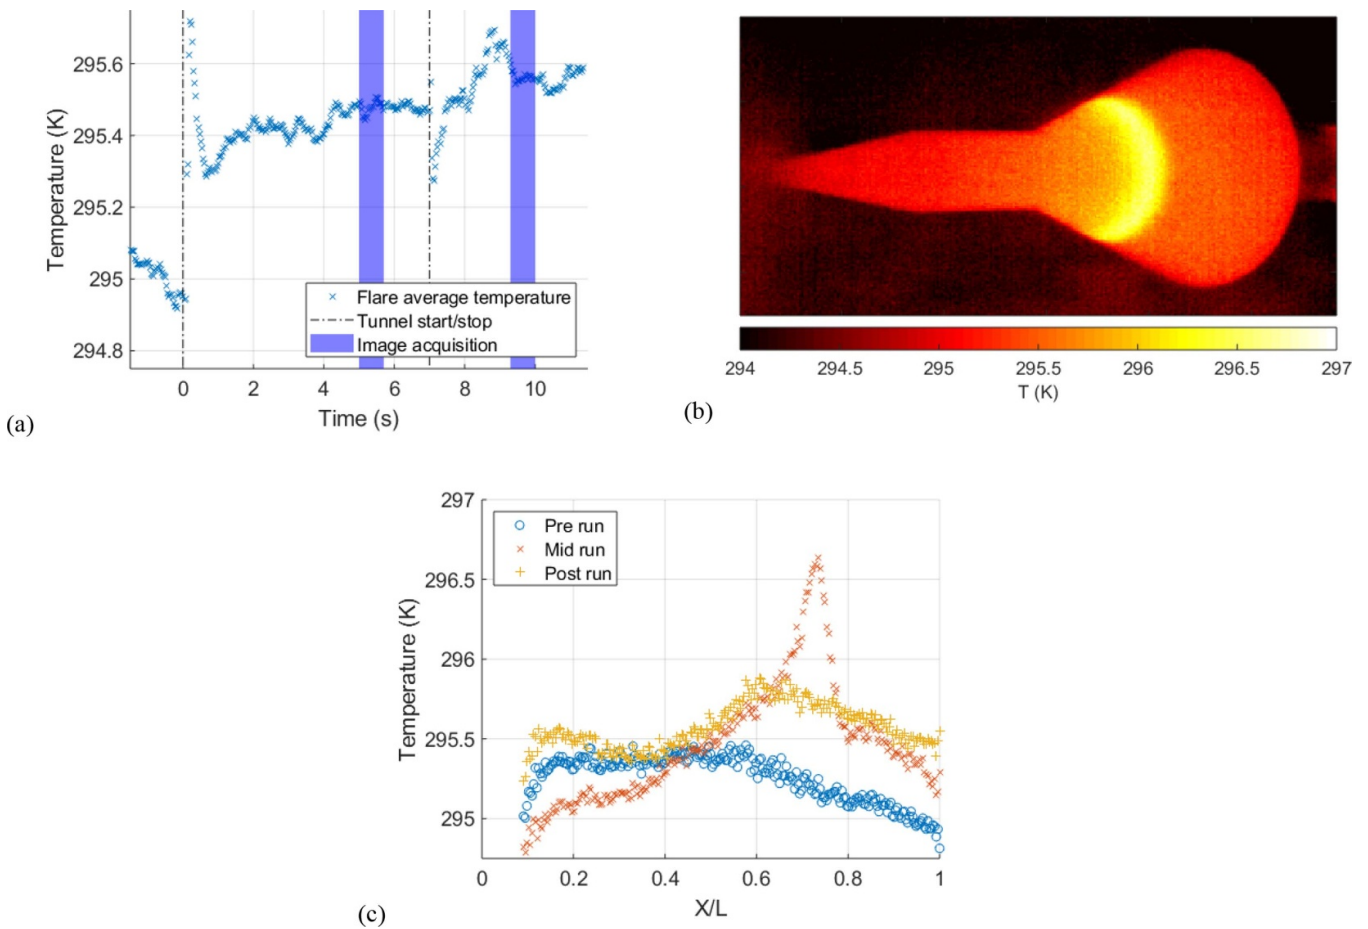 295.6
295.4
295.2
295
294.8
Temperature (K)
Flare average temperature
Tunnel start/stop
Image acquisition
0 2 4 6 8 10
Time (s)
(a)
294 294.5 295 295.5 296 296.5 297
T (K)
(b)
297
296.5
296
295.5
295
Temperature (K)
Pre run
Mid run
Post run
0 0.2 0.4 0.6 0.8 1
X/L
(c)